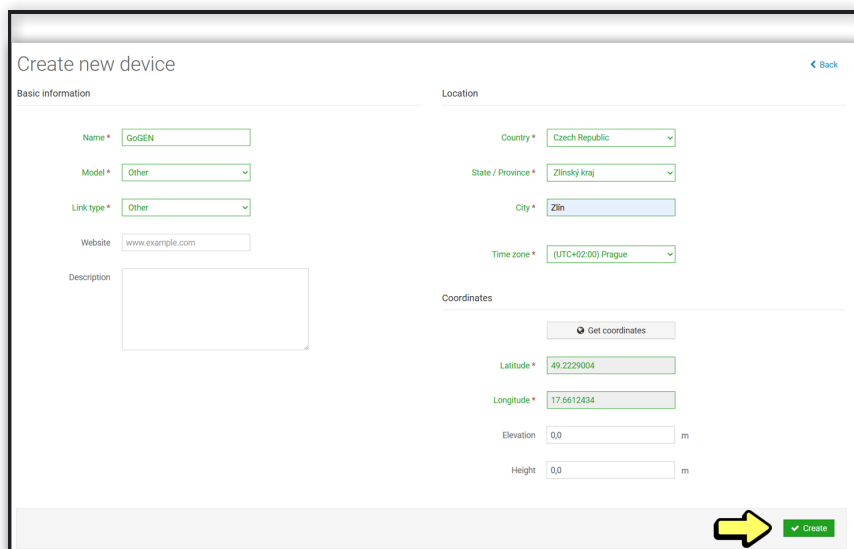 Create new device
Back
Basic information
Name *
GoGEN
Model *
Other
Link type *
Other
Website
www.example.com
Description
Location
Country *
Czech Republic
State / Province *
Zlínský kraj
City *
Zlín
Time zone *
(UTC+02:00) Prague
Coordinates
Get coordinates
Latitude *
49.2229004
Longitude *
17.6612434
Elevation
0,0
m
Height
0,0
m
Create